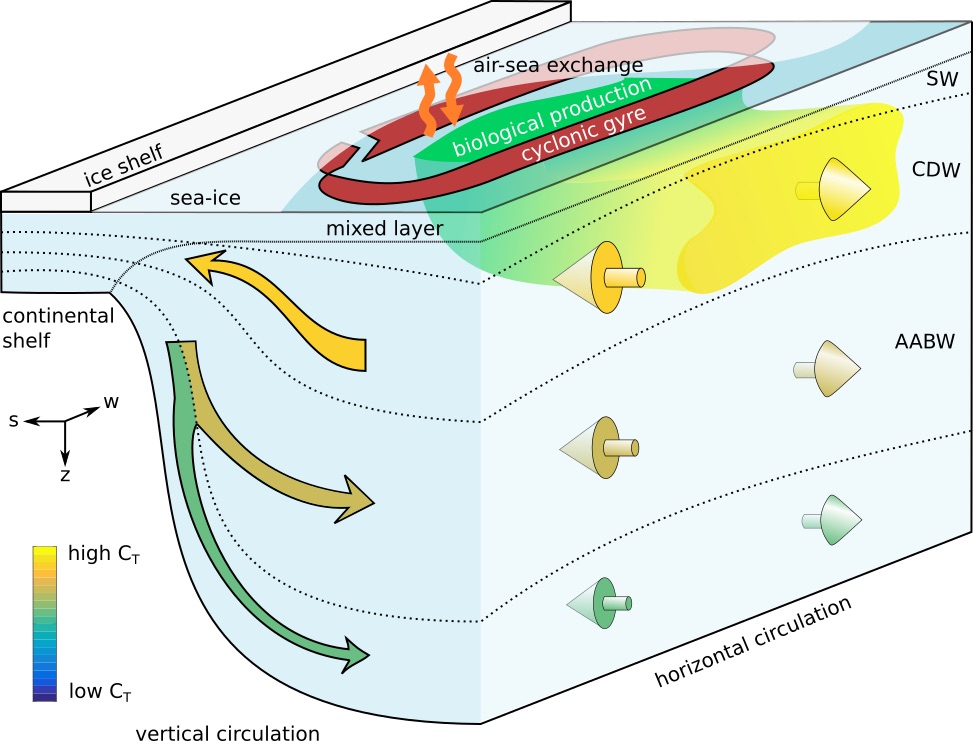 air-sea exchange
SW
biological production
cyclonic gyre
ice shelf
CDW
sea-ice
mixed layer
continental
shelf
AABW
w
s
z
high C_T
low C_T
horizontal circulation
vertical circulation